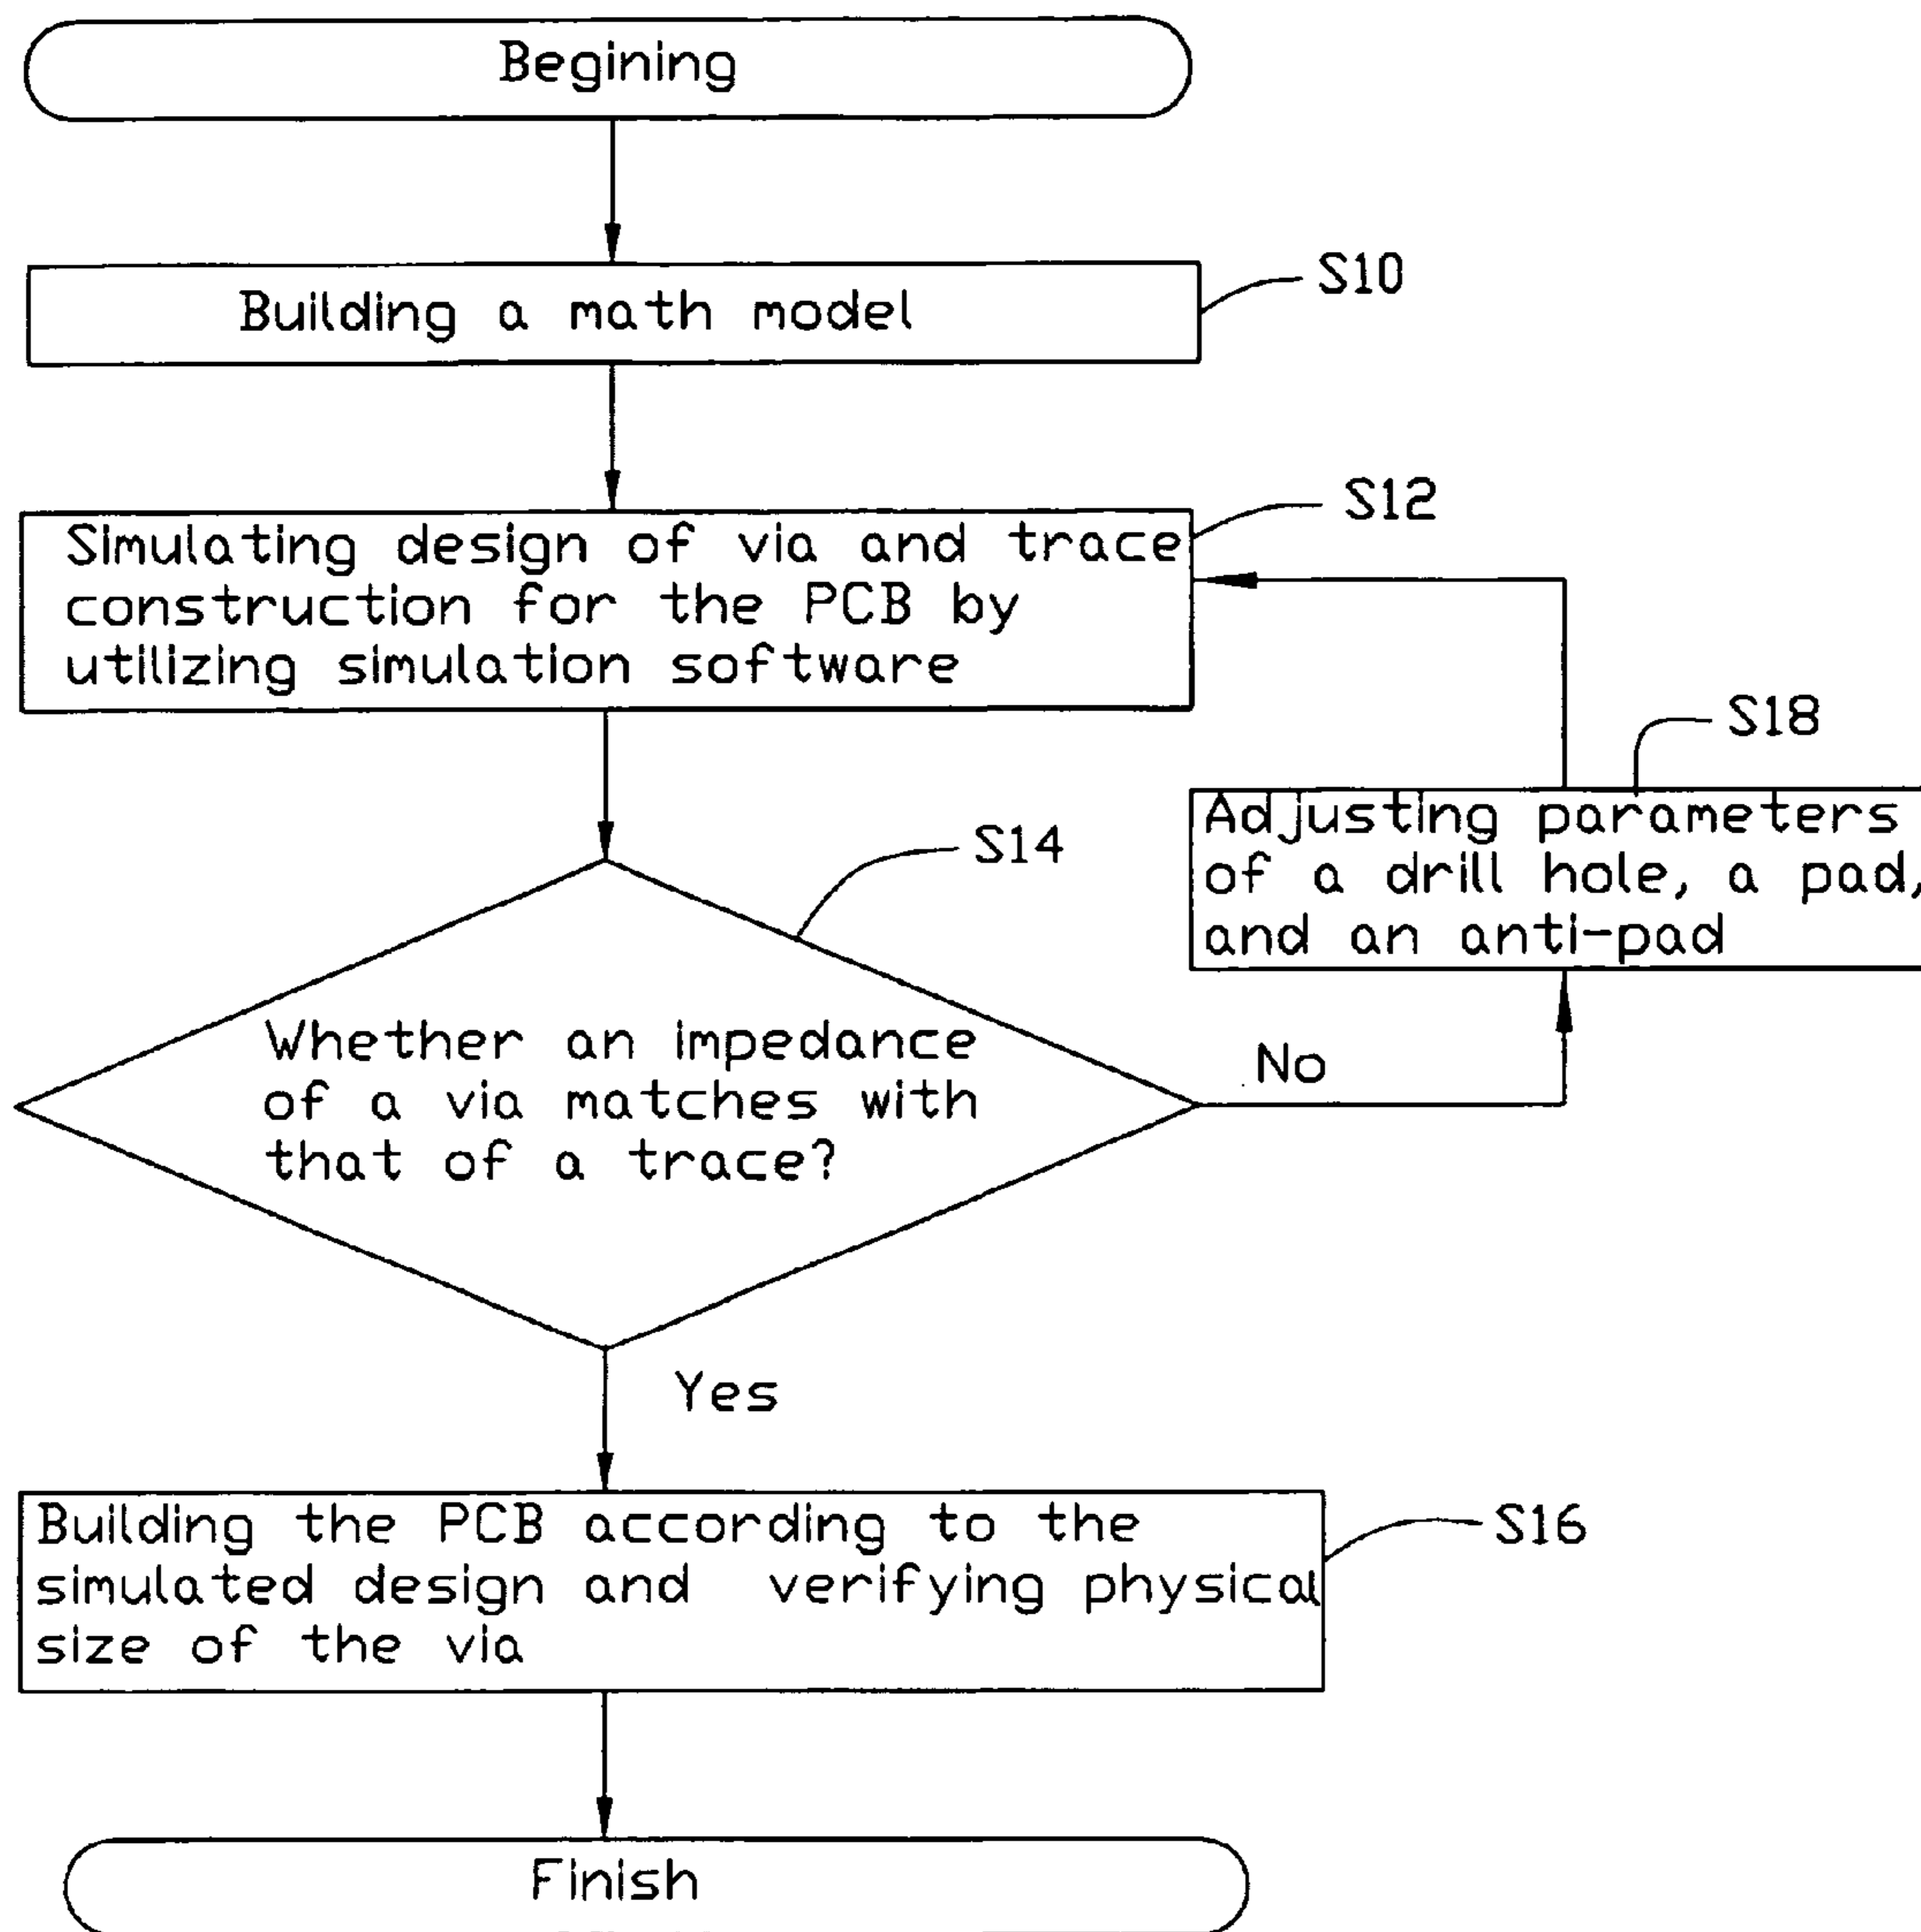 Begining
Building a math model
S10
S12
Simulating design of via and trace
construction for the PCB by
utilizing simulation software
S18
Adjusting parameters
of a drill hole, a pad,
and an anti-pad
S14
Whether an impedance
of a via matches with
that of a trace?
No
Yes
Building the PCB according to the
simulated design and verifying physical
size of the via
S16
Finish